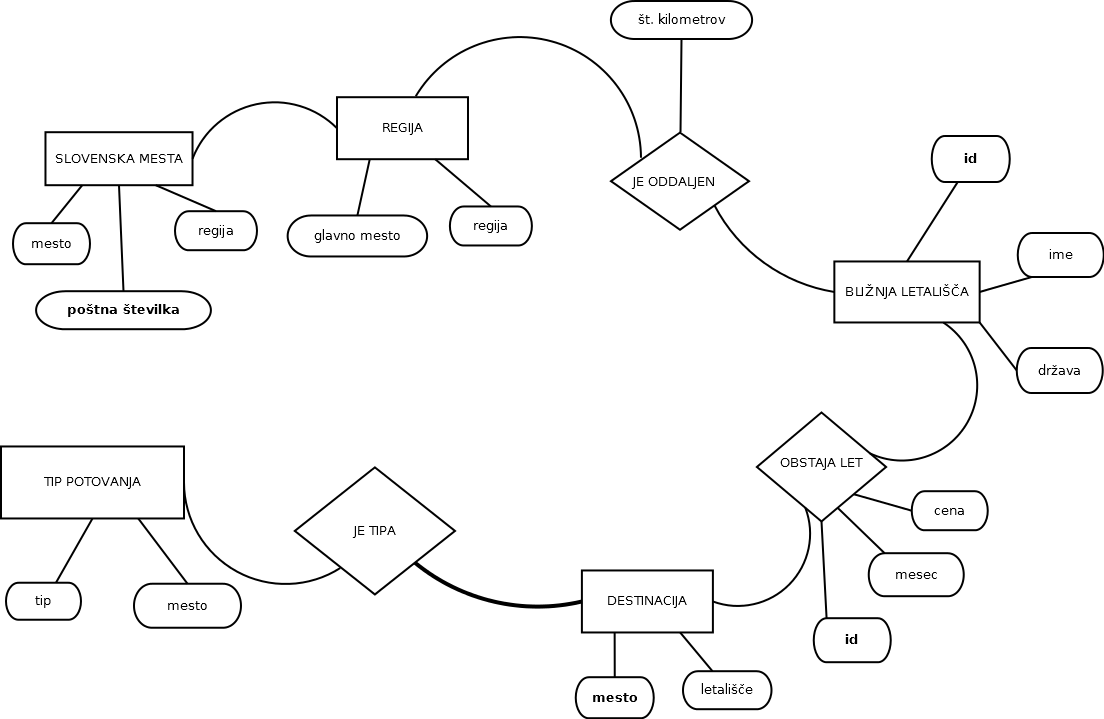 št. kilometrov
REGIJA
SLOVENSKA MESTA
JE ODDALJEN
id
mesto
regija
glavno mesto
regija
ime
BLIŽNJA LETALIŠČA
poštna številka
država
TIP POTOVANJA
JE TIPA
OBSTAJA LET
cena
mesec
tip
mesto
DESTINACIJA
id
mesto
letališče